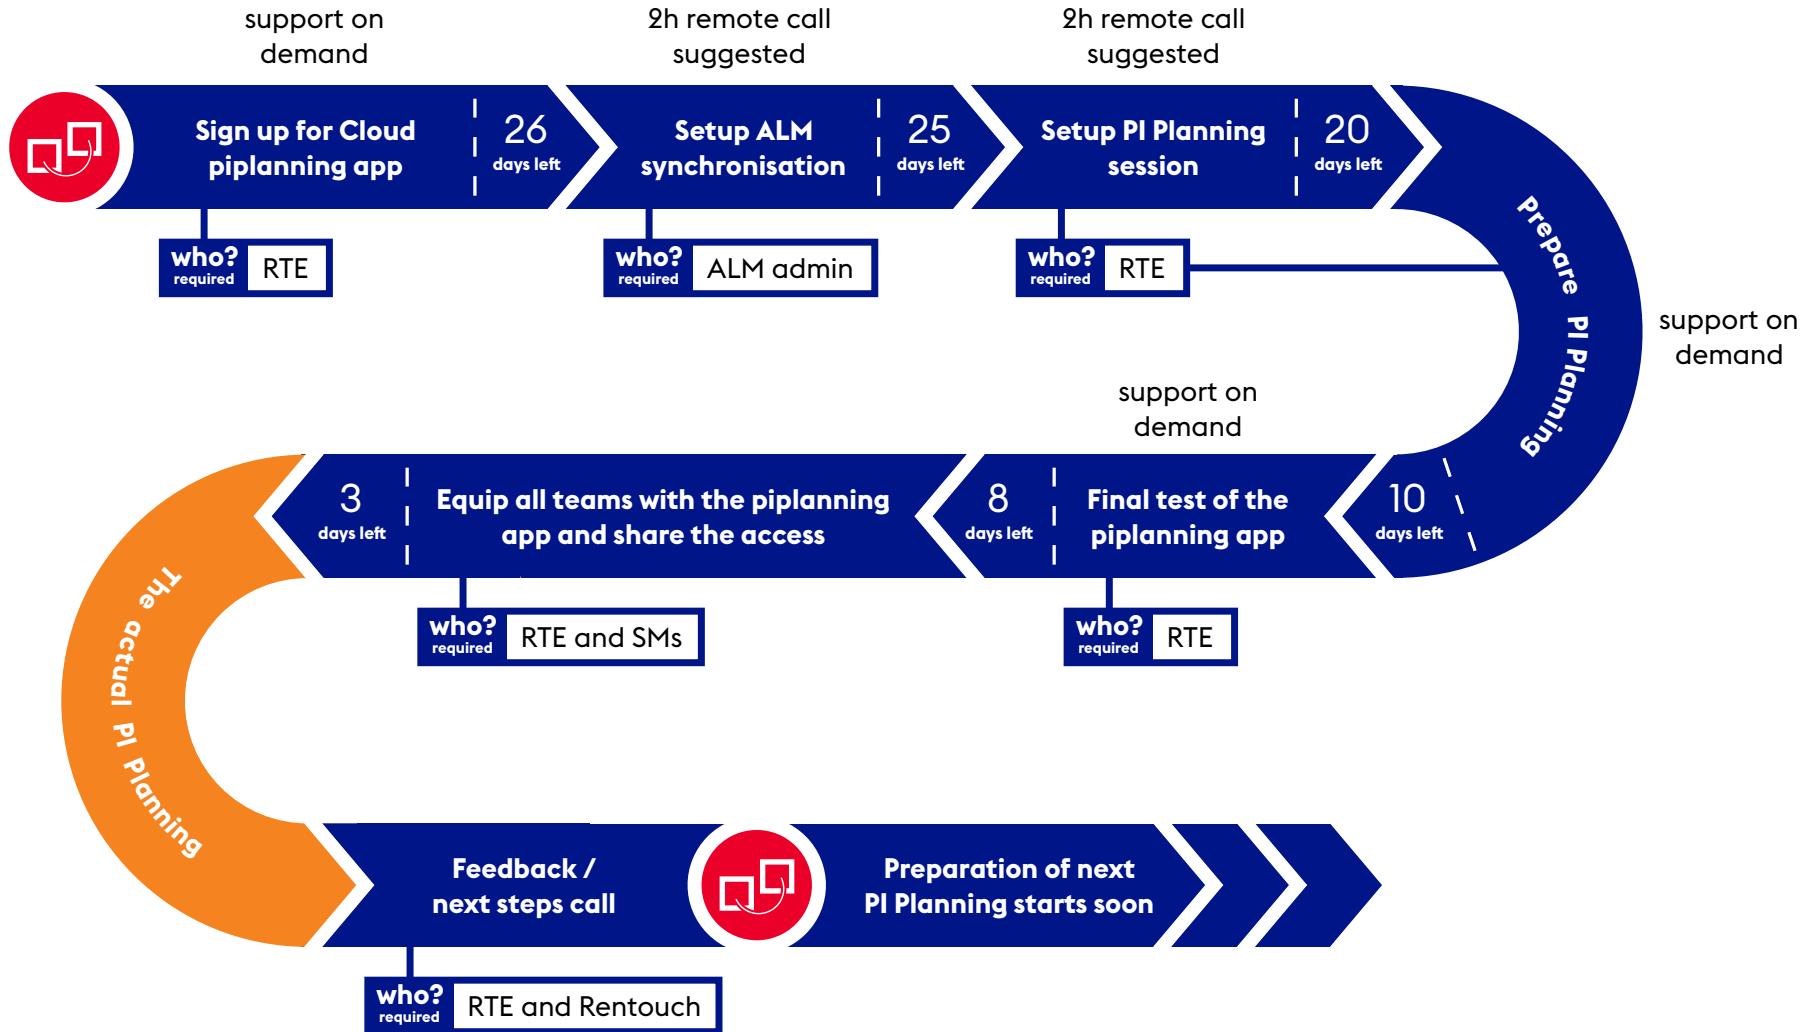 support on
demand
2h remote call
suggested
2h remote call
suggested
Sign up for Cloud
piplanning app
26
days left
Setup ALM
synchronisation
25
days left
Setup PI Planning
session
20
days left
who?
required
RTE
who?
required
ALM admin
who?
required
RTE
Prepare PI Planning
support on
demand
support on
demand
10
days left
Final test of the
piplanning app
8
days left
Equip all teams with the piplanning
app and share the access
3
days left
who?
required
RTE
who?
required
RTE and SMs
The actual PI Planning
Feedback /
next steps call
Preparation of next
PI Planning starts soon
who?
required
RTE and Rentouch